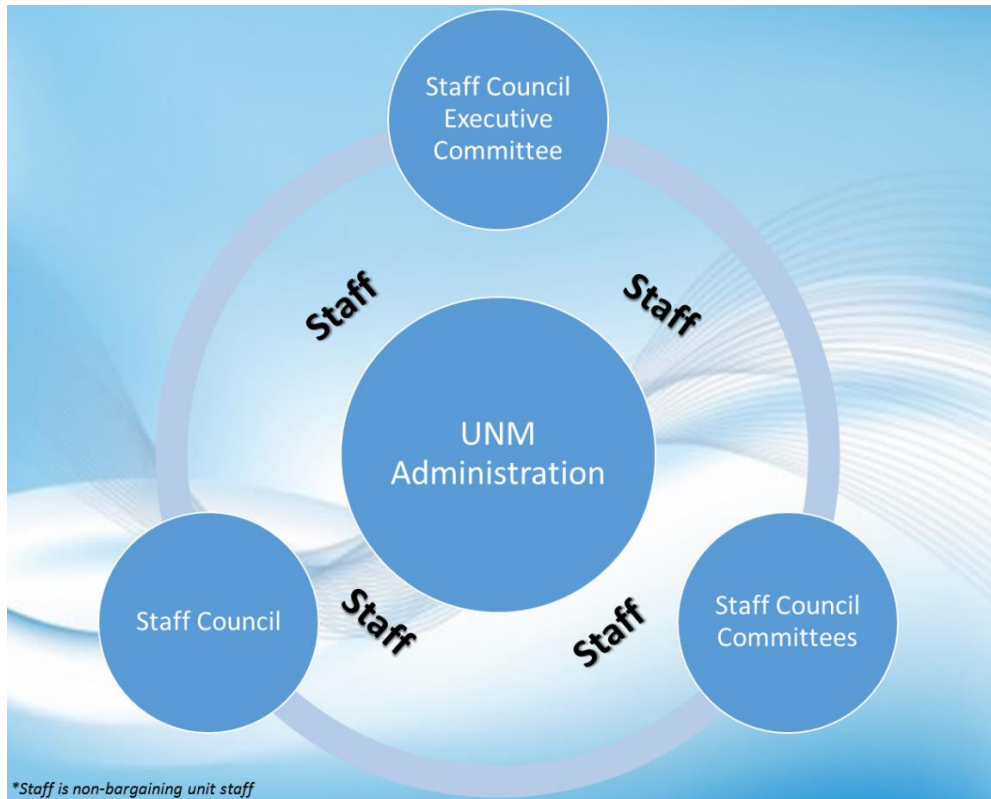 Staff Council
Executive
Committee
Staff
Staff
UNM
Administration
Staff Council
Staff
Staff
Staff Council
Committees
*Staff is non-bargaining unit staff